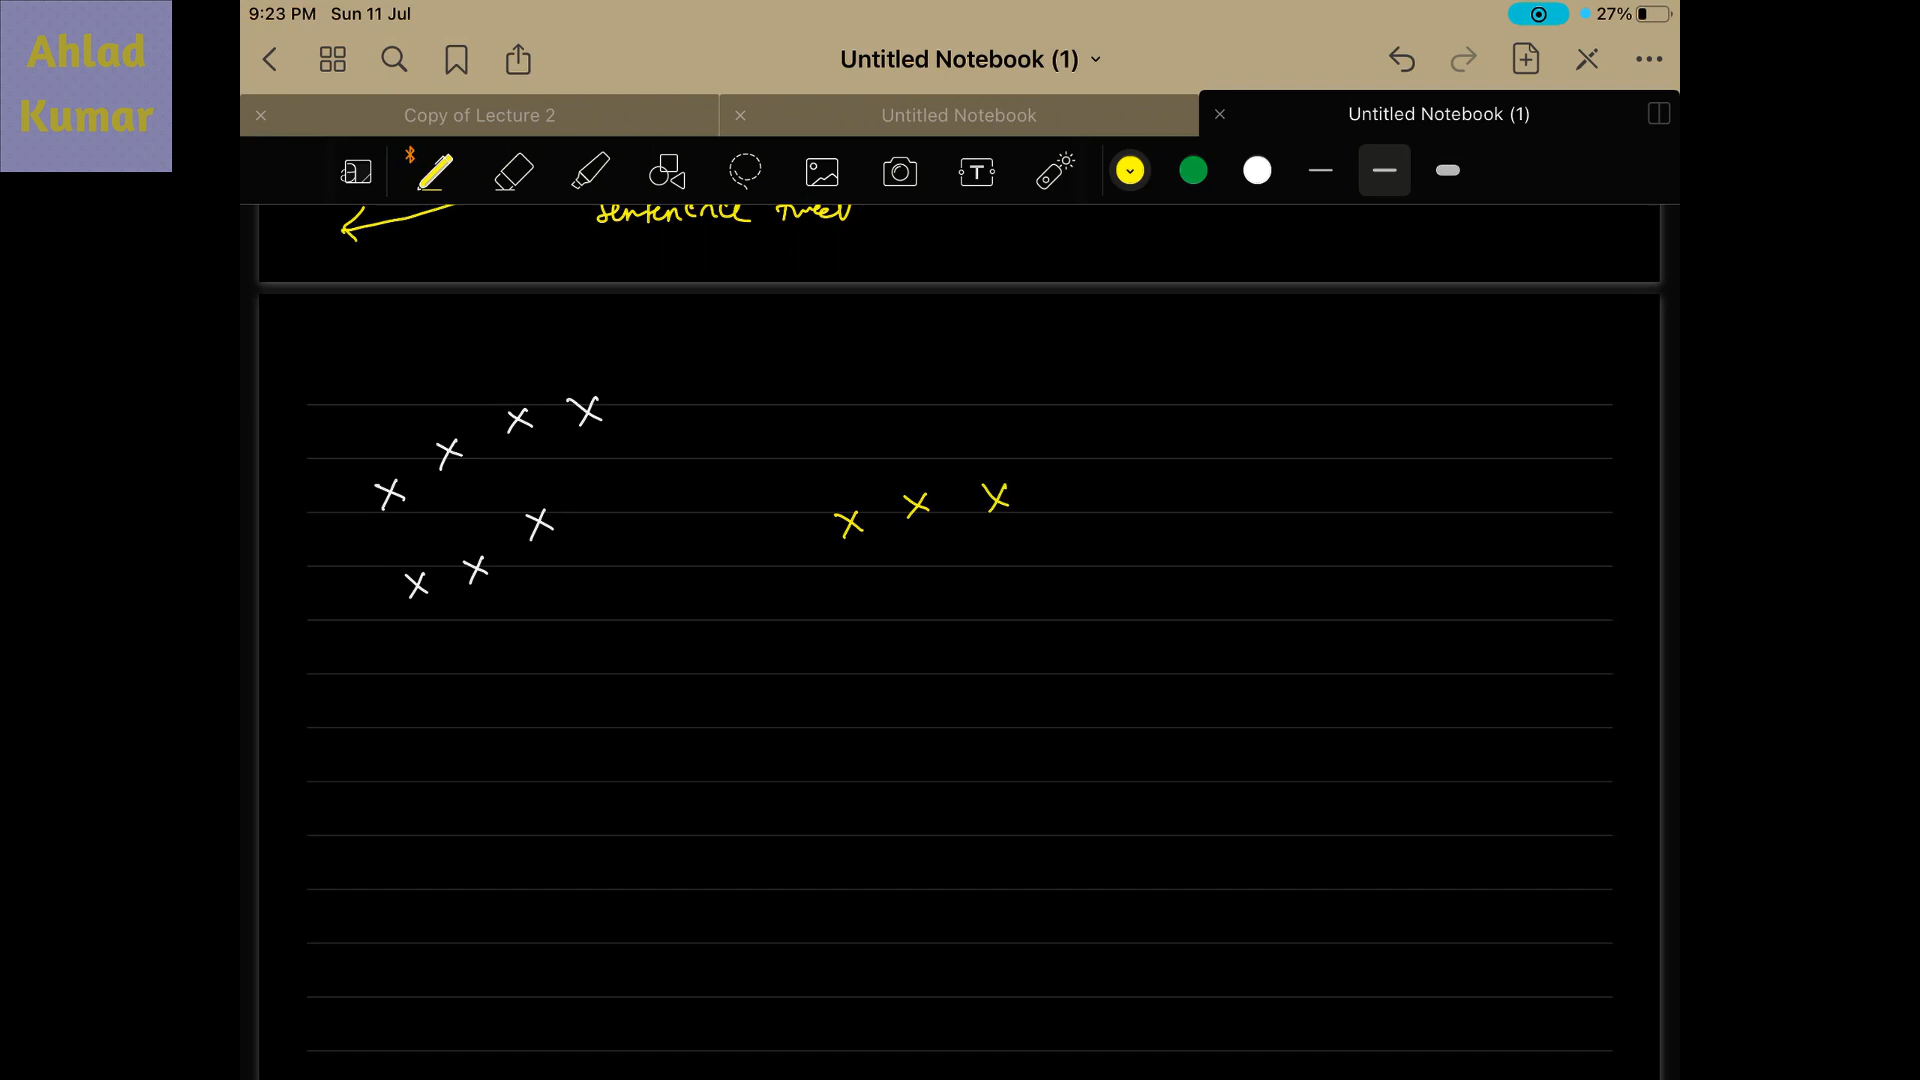 Ahlad
Kumar
9:23 PM Sun 11 Jul
27%
Untitled Notebook (1)
Copy of Lecture 2
Untitled Notebook
Untitled Notebook (1)
T
sentence
x x
x
x
x
x x
x x x